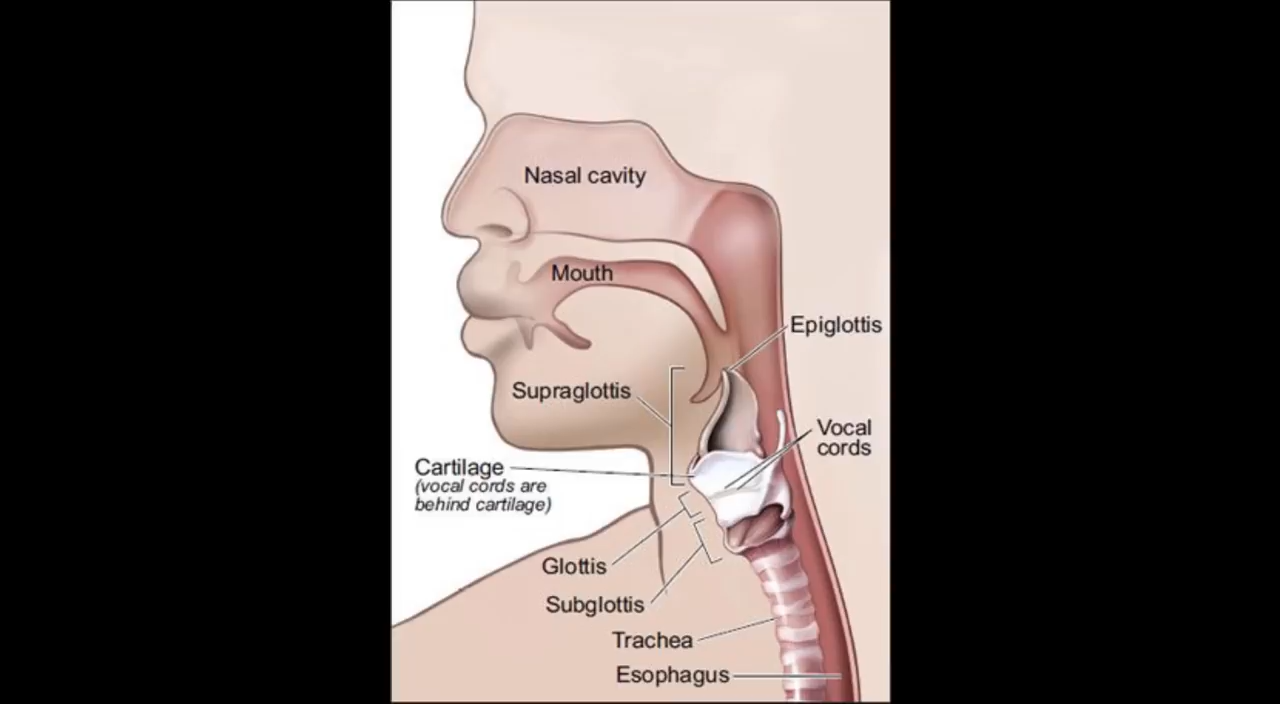 Nasal cavity
Mouth
Epiglottis
Supraglottis
Vocal
cords
Cartilage
(vocal cords are
behind cartilage)
Glottis
Subglottis
Trachea
Esophagus